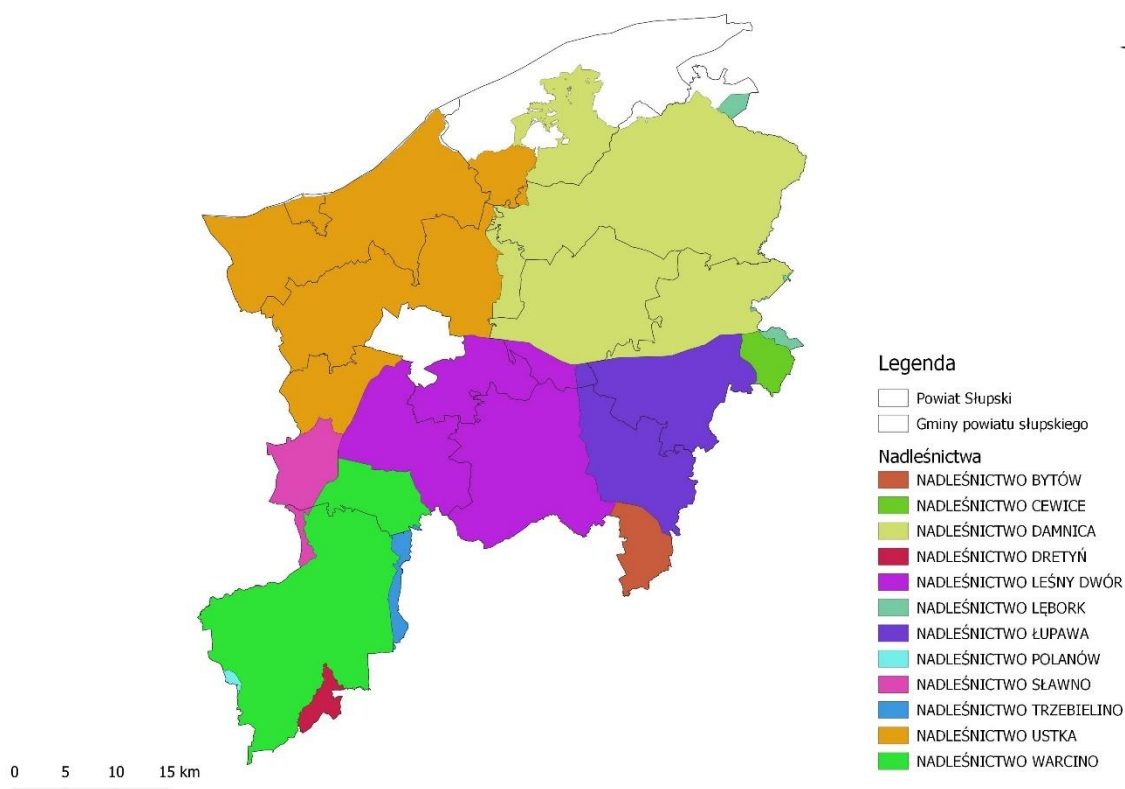 Legenda
Powiat Słupski
Gminy powiatu słupskiego
Nadleśnictwa
NADLEŚNICTWO BYTÓW
NADLEŚNICTWO CEWICE
NADLEŚNICTWO DAMNICA
NADLEŚNICTWO DRETYŃ
NADLEŚNICTWO LEŚNY DWÓR
NADLEŚNICTWO LĘBORK
NADLEŚNICTWO ŁUPAWA
NADLEŚNICTWO POLANÓW
NADLEŚNICTWO SŁAWNO
NADLEŚNICTWO TRZEBIELINO
NADLEŚNICTWO USTKA
NADLEŚNICTWO WARCINO
0 5 10 15 km